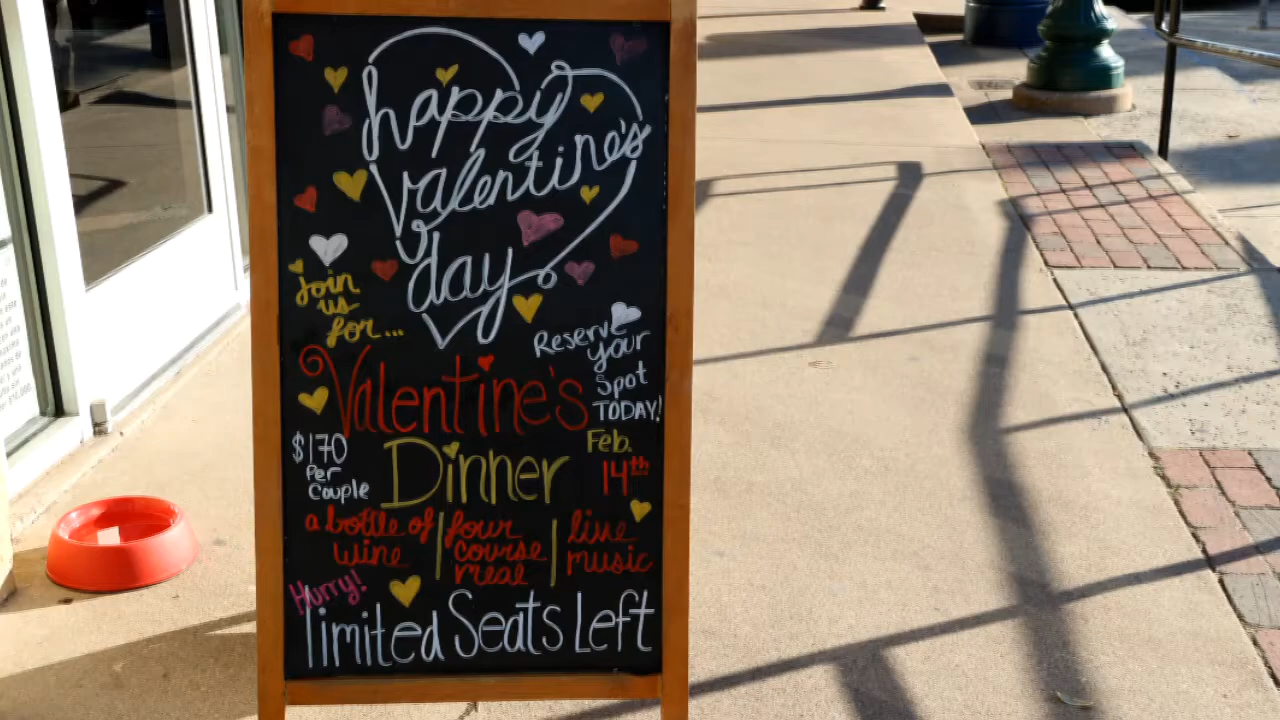 happy
valentine's
day
Join
us
for...
Reserve
your
Spot
TODAY!
Valentine's
$170
Per
Couple
Dinner
Feb.
14th
a bottle of
wine
four
course
meal
live
music
Hurry!
limited Seats Left